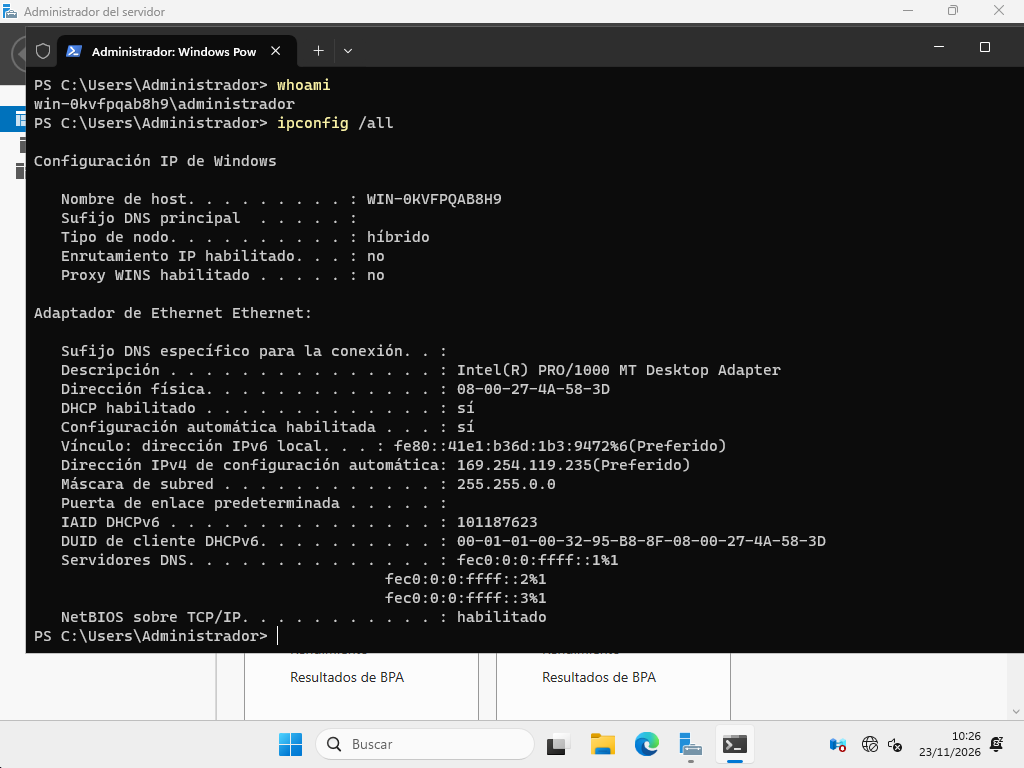 Administrador del servidor
Administrador: Windows Pow
PS C:\Users\Administrador> whoami
win-0kvfpqab8h9\administrador
PS C:\Users\Administrador> ipconfig /all
Configuración IP de Windows
Nombre de host. . . . . . . . . : WIN-0KVFPQAB8H9
Sufijo DNS principal  . . . . . :
Tipo de nodo. . . . . . . . . . : híbrido
Enrutamiento IP habilitado. . . : no
Proxy WINS habilitado . . . . . : no
Adaptador de Ethernet Ethernet:
Sufijo DNS específico para la conexión. . :
Descripción . . . . . . . . . . . . . . . : Intel(R) PRO/1000 MT Desktop Adapter
Dirección física. . . . . . . . . . . . . : 08-00-27-4A-58-3D
DHCP habilitado . . . . . . . . . . . . . : sí
Configuración automática habilitada . . . : sí
Vínculo: dirección IPv6 local. . . : fe80::41e1:b36d:1b3:9472%6(Preferido)
Dirección IPv4 de configuración automática: 169.254.119.235(Preferido)
Máscara de subred . . . . . . . . . . . . : 255.255.0.0
Puerta de enlace predeterminada . . . . . :
IAID DHCPv6 . . . . . . . . . . . . . . . : 101187623
DUID de cliente DHCPv6. . . . . . . . . . : 00-01-01-00-32-95-B8-8F-08-00-27-4A-58-3D
Servidores DNS. . . . . . . . . . . . . . : fec0:0:0:ffff::1%1
fec0:0:0:ffff::2%1
fec0:0:0:ffff::3%1
NetBIOS sobre TCP/IP. . . . . . . . . . . : habilitado
PS C:\Users\Administrador>
Resultados de BPA
Resultados de BPA
Buscar
10:26
23/11/2026